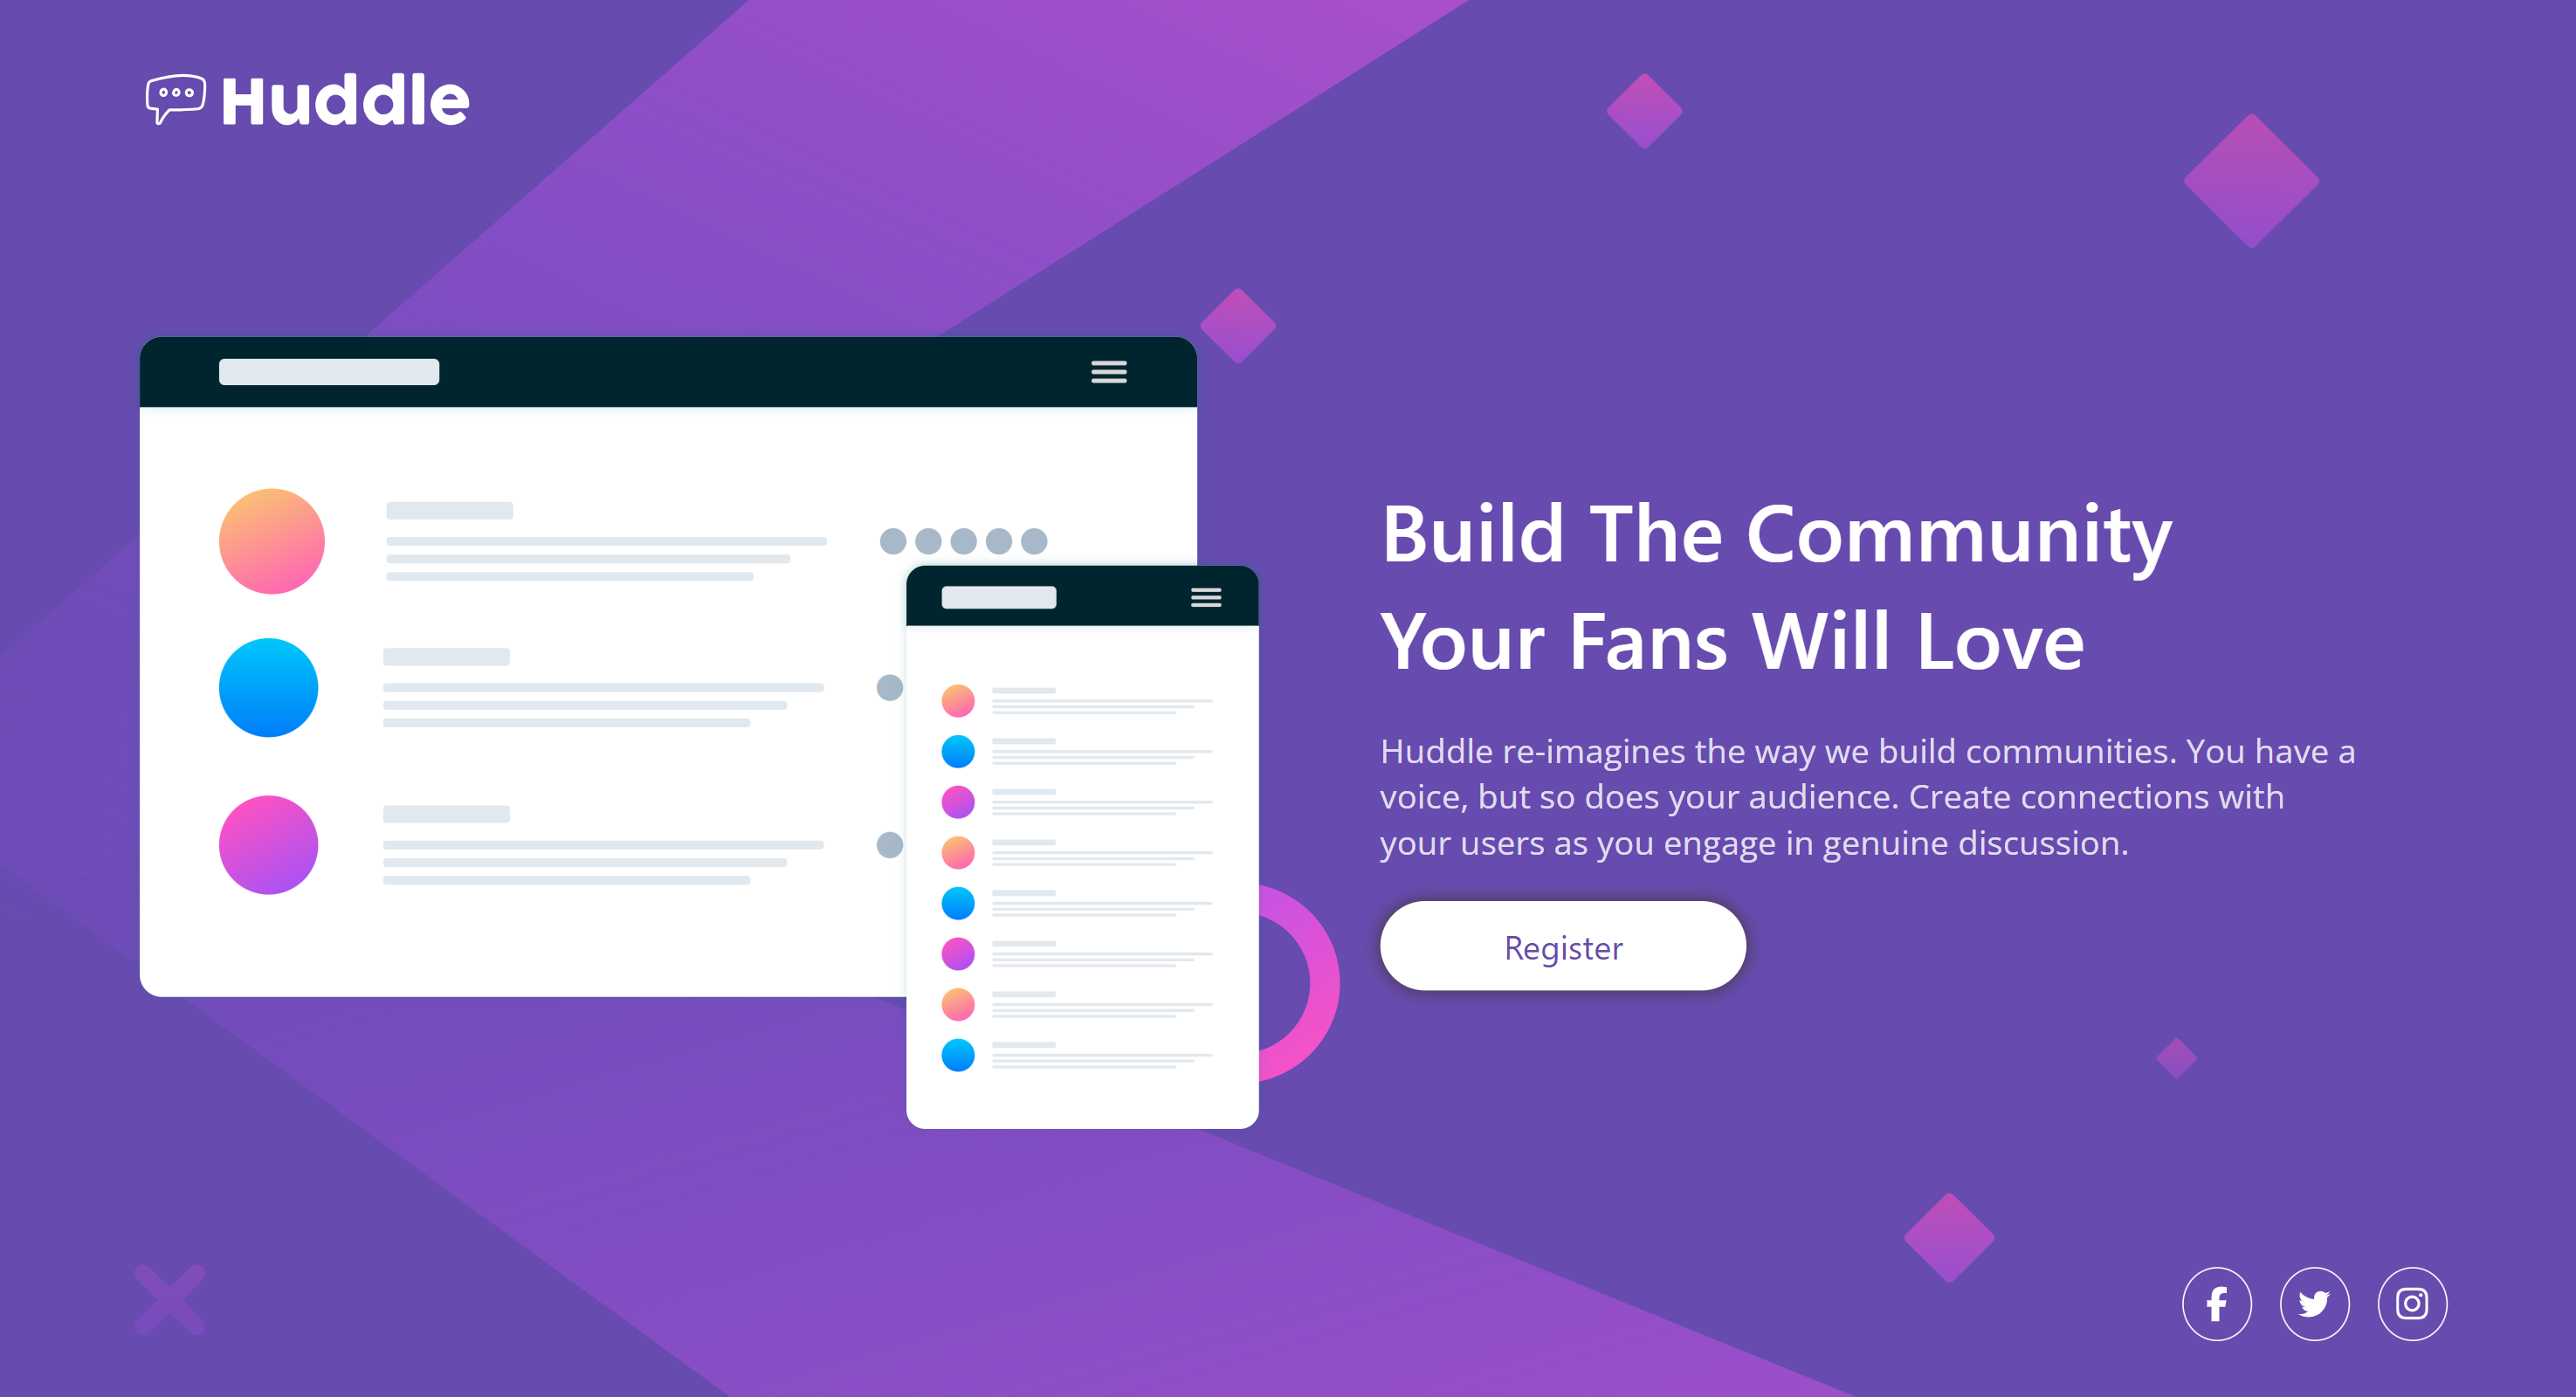 Huddle
Build The Community
Your Fans Will Love
Huddle re-imagines the way we build communities. You have a
voice, but so does your audience. Create connections with
your users as you engage in genuine discussion.
Register